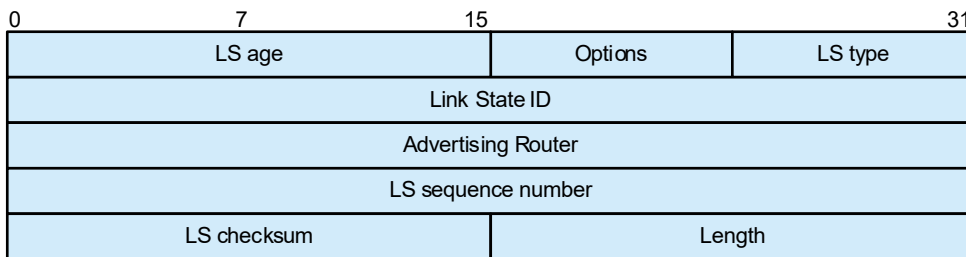 0 7 15 31
LS age Options LS type
Link State ID
Advertising Router
LS sequence number
LS checksum Length